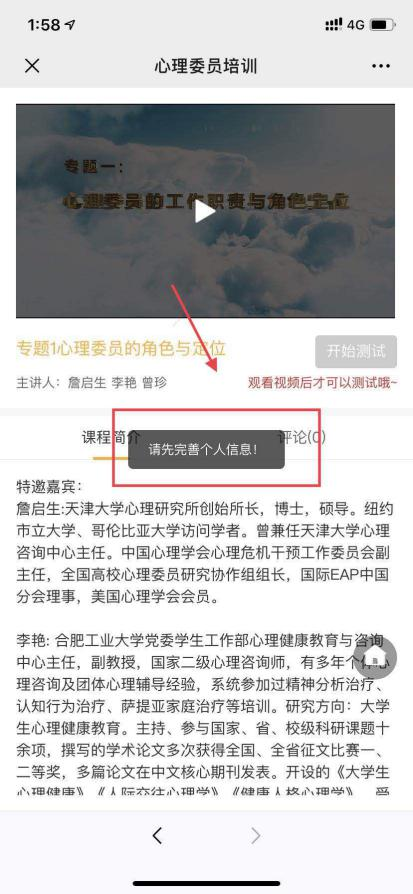 1:58
4G
心理委员培训
专题一：
心理委员的工作职责与角色定位
专题1心理委员的角色与定位
开始测试
主讲人：詹启生 李艳 曾珍
观看视频后才可以测试哦~
课程简介
评论(0)
请先完善个人信息！
特邀嘉宾：
詹启生:天津大学心理研究所创始所长，博士，硕导。纽约
市立大学、哥伦比亚大学访问学者。曾兼任天津大学心理
咨询中心主任。中国心理学会心理危机干预工作委员会副
主任，全国高校心理委员研究协作组组长，国际EAP中国
分会理事，美国心理学会会员。
李艳: 合肥工业大学党委学生工作部心理健康教育与咨询
中心主任，副教授，国家二级心理咨询师，有多年个体心
理咨询及团体心理辅导经验，系统参加过精神分析治疗、
认知行为治疗、萨提亚家庭治疗等培训。研究方向：大学
生心理健康教育。主持、参与国家、省、校级科研课题十
余项，撰写的学术论文多次获得全国、全省征文比赛一、
二等奖，多篇论文在中文核心期刊发表。开设的《大学生
心理健康》《人际交往心理学》《健康人格心理学》，受